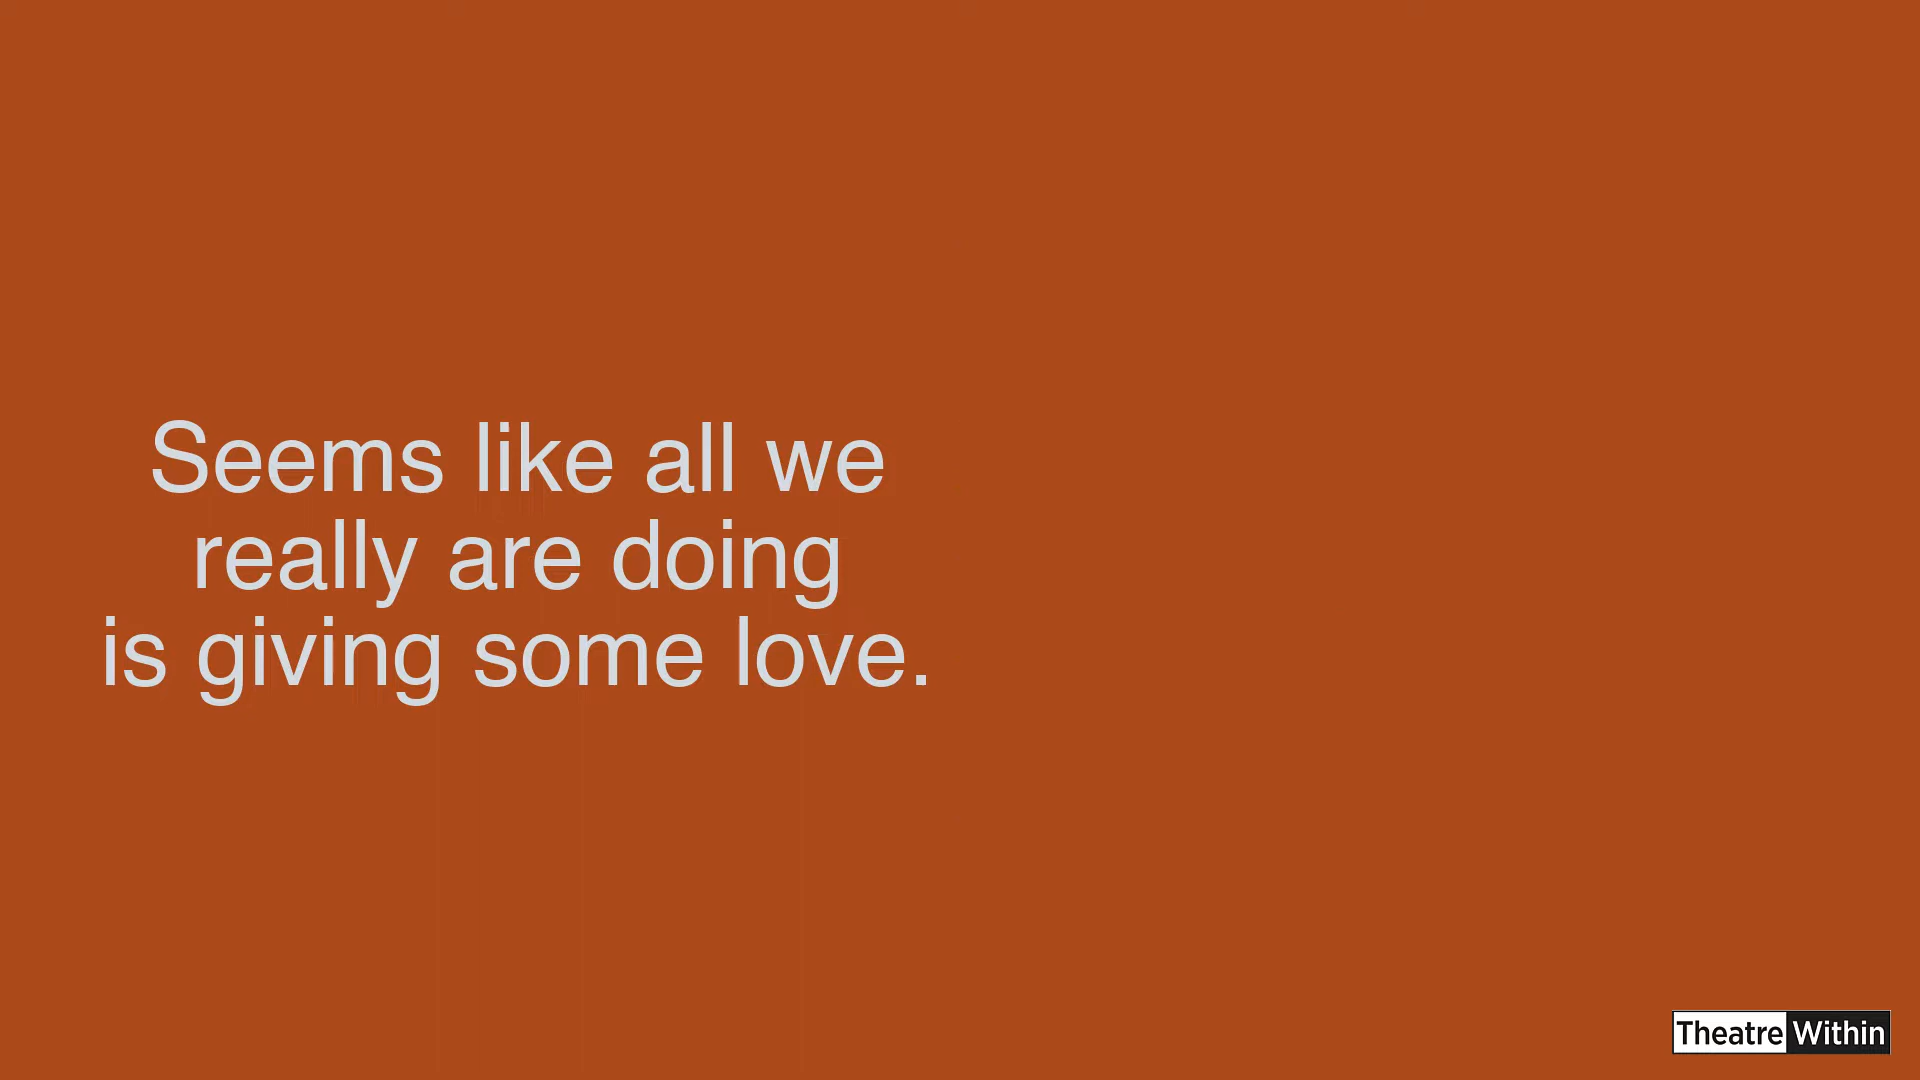 Seems like all we
really are doing
is giving some love.
Theatre Within